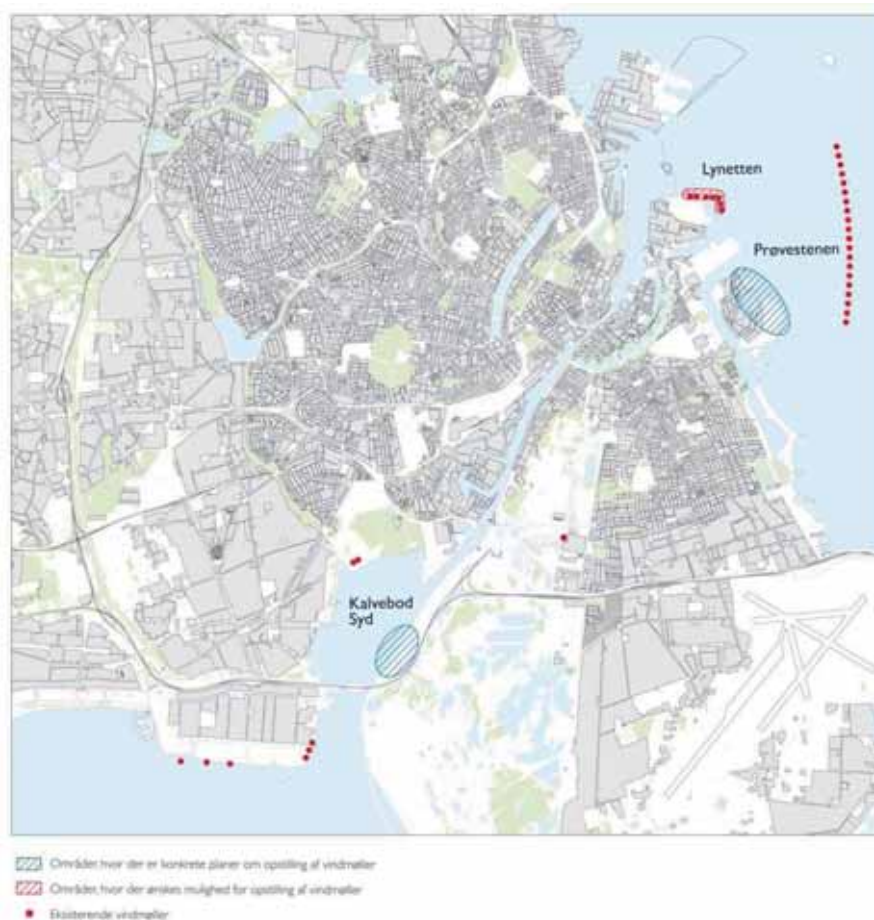 Lynetten
Prøvestenen
Kalvebod
Syd
Områder, hvor der er konkrete planer om opstilling af vindmøller
Områder, hvor der ønskes mulighed for opstilling af vindmøller
Eksisterende vindmøller